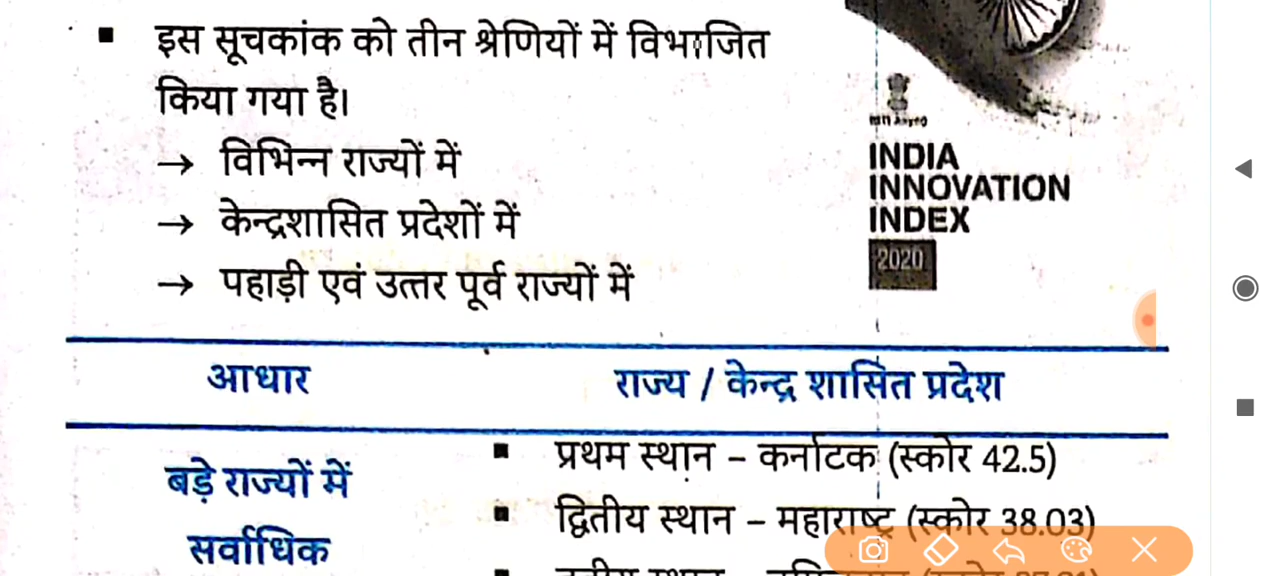 ▪ इस सूचकांक को तीन श्रेणियों में विभाजित
किया गया है।
→ विभिन्न राज्यों में
→ केन्द्रशासित प्रदेशों में
→ पहाड़ी एवं उत्तर पूर्व राज्यों में
INDIA
INNOVATION
INDEX
2020
आधार राज्य / केन्द्र शासित प्रदेश
बड़े राज्यों में
सर्वाधिक
▪ प्रथम स्थान – कर्नाटक (स्कोर 42.5)
▪ द्वितीय स्थान – महाराष्ट्र (स्कोर 38.03)